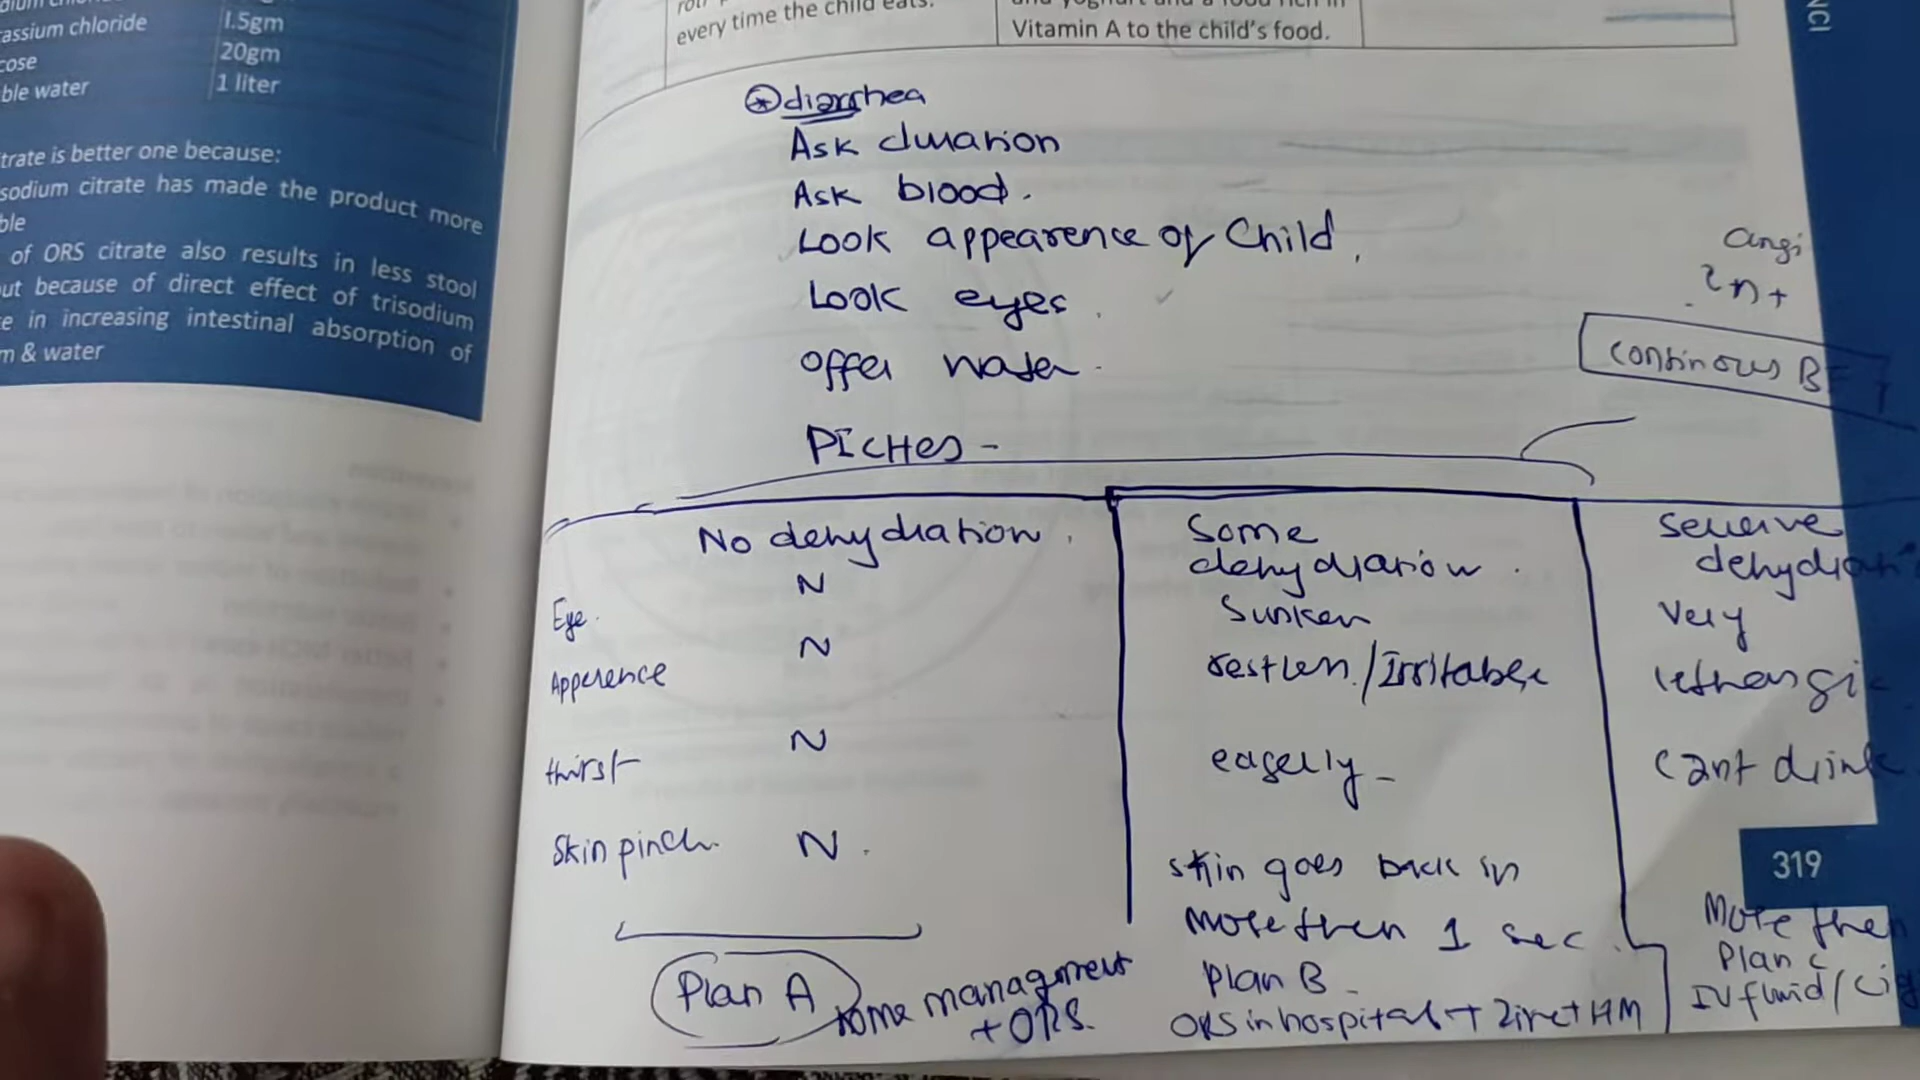 assium chloride 1.5gm
cose 20gm
ble water 1 liter
trate is better one because:
sodium citrate has made the product more
ble
of ORS citrate also results in less stool
ut because of direct effect of trisodium
e in increasing intestinal absorption of
m & water
every time the child eats.
Vitamin A to the child's food.
NCI
diarrhea
Ask duration
Ask blood.
Look appearence of Child,
Look eyes.
offer water.
PICHES -
continous BF
No dehydration.
Some
dehydration.
severe
dehydrati
Eye. N
Sunken
very
Apperence N
restless/Irritable
lethargic
thirst N
eagerly -
cant drink
Skin pinch. N.
skin goes back in
more then 1 sec.
319
More then
Plan A
Home managment
+ ORS.
plan B -
ORS in hospital + Zinc + HM
Plan C
IV fluid/